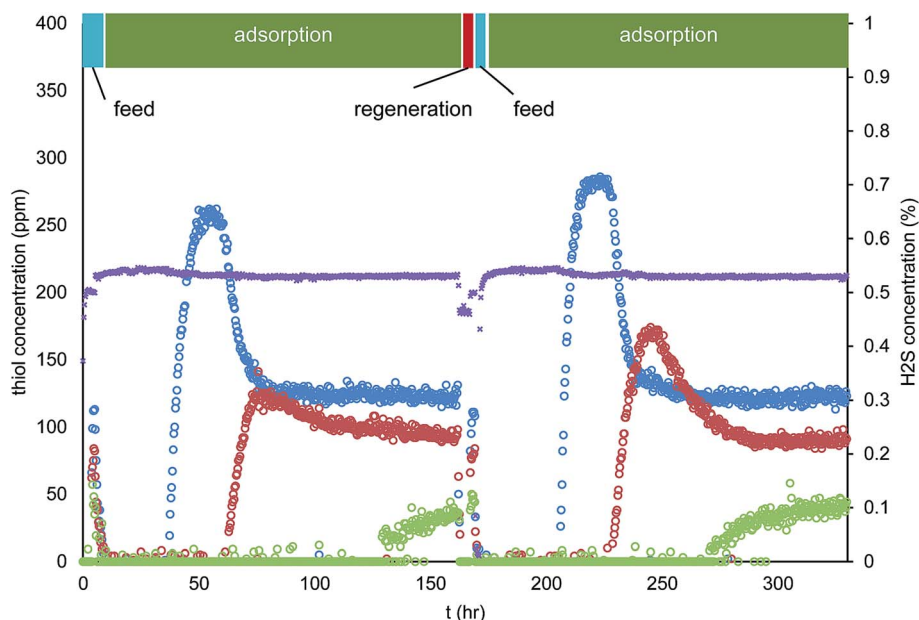 adsorption
adsorption
feed
regeneration
feed
thiol concentration (ppm)
400
350
300
250
200
150
100
50
0
H2S concentration (%)
1
0.9
0.8
0.7
0.6
0.5
0.4
0.3
0.2
0.1
0
0 50 100 150 200 250 300
t (hr)